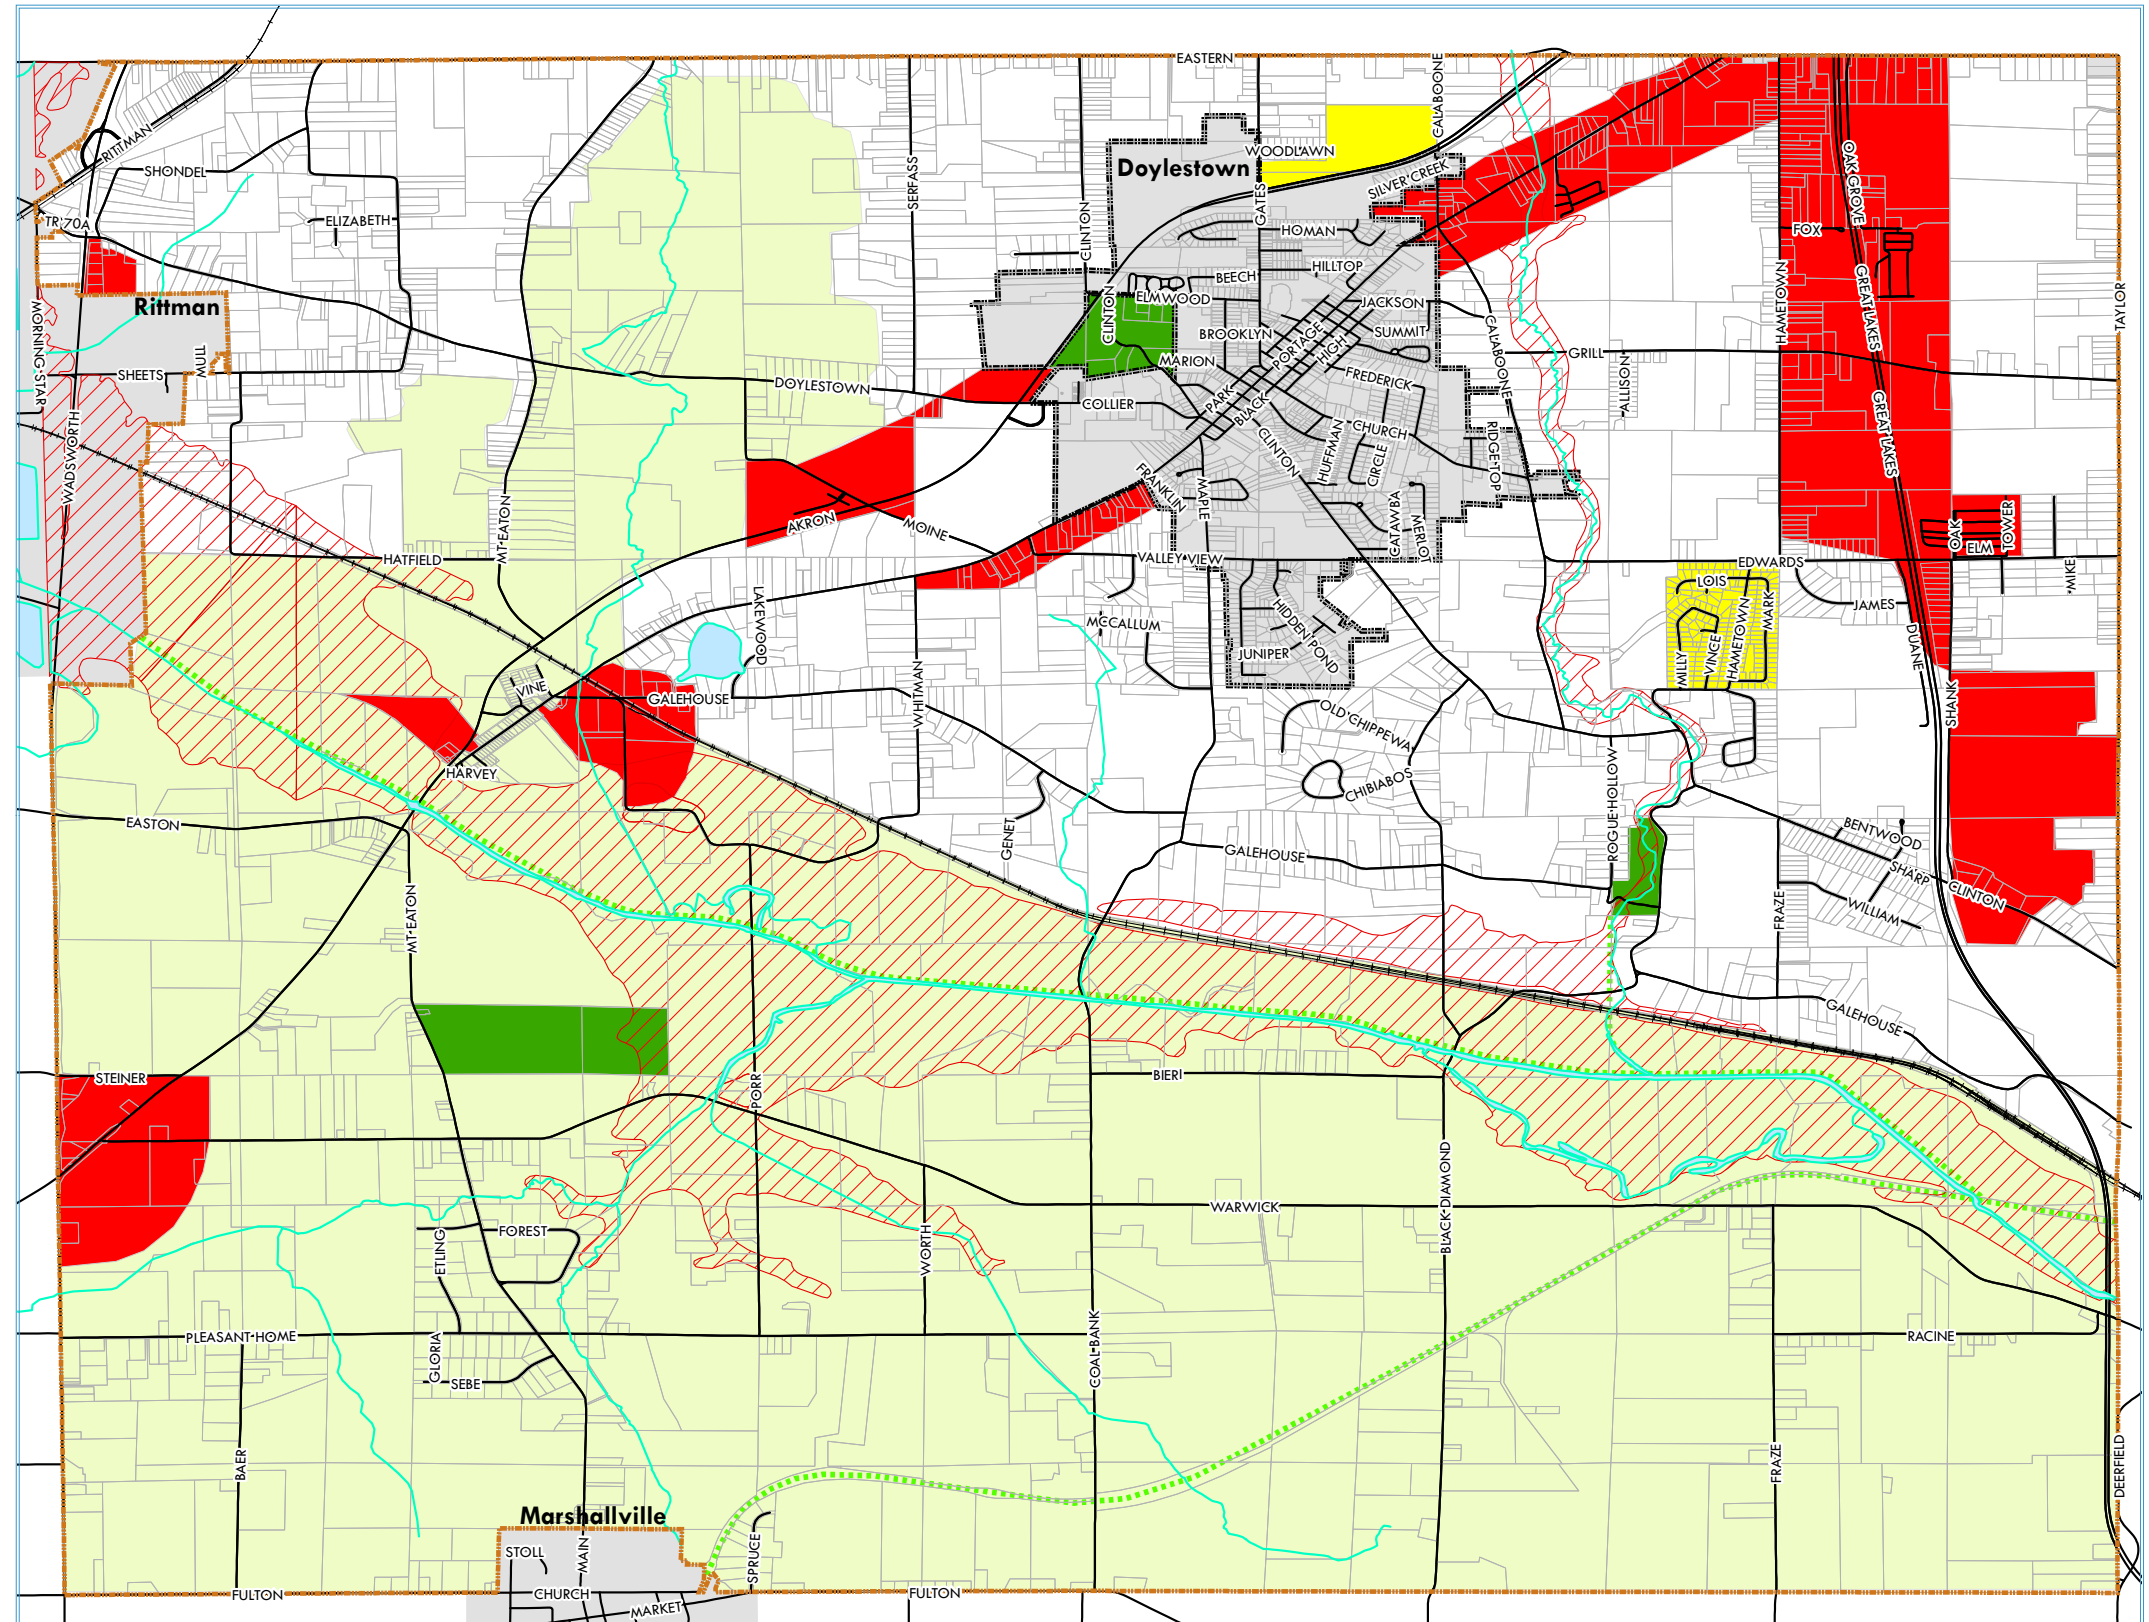 EASTERN
CALABOONE
RITTMAN
SHONDEL
WOODLAWN
Doylestown
SILVER CREEK
OAK GROVE
SERFASS
CLINTON
GATES
TR 70A
ELIZABETH
HOMAN
FOX
HAMETOWN
GREAT LAKES
TAYLOR
HILLTOP
BEECH
ELMWOOD
JACKSON
Rittman
MORNING STAR
CLINTON
BROOKLYN
PORTAGE
HIGH
SUMMIT
CALABOONE
MULL
SHEETS
MARION
GRILL
ALLISON
DOYLESTOWN
FREDERICK
PARK
BLACK
COLLIER
GREAT LAKES
WADSWORTH
CHURCH
CLINTON
HUFFMAN
CIRCLE
RIDGE TOP
FRANKLIN
MAPLE
MT EATON
AKRON
MOINE
CATAWBA
MERLOT
OAK
TOWER
ELM
HATFIELD
VALLEY VIEW
EDWARDS
MIKE
LOIS
LAKEWOOD
MCCALLUM
HIDDEN POND
JUNIPER
MARK
JAMES
DUANE
MILLY
VINCE
HAMETOWN
VINE
GALEHOUSE
WHITMAN
SHANK
OLD CHIPPEWA
HARVEY
CHIBIABOS
ROGUE HOLLOW
EASTON
GENET
GALEHOUSE
BENTWOOD
SHARP
CLINTON
WILLIAM
MT EATON
FRAZE
GALEHOUSE
STEINER
PORR
BIERI
BLACK DIAMOND
WARWICK
FOREST
ETLING
WORTH
PLEASANT HOME
GLORIA
SEBE
COAL BANK
RACINE
BAER
FRAZE
DEERFIELD
Marshallville
STOLL
MAIN
SPRUCE
FULTON
CHURCH
FULTON
MARKET